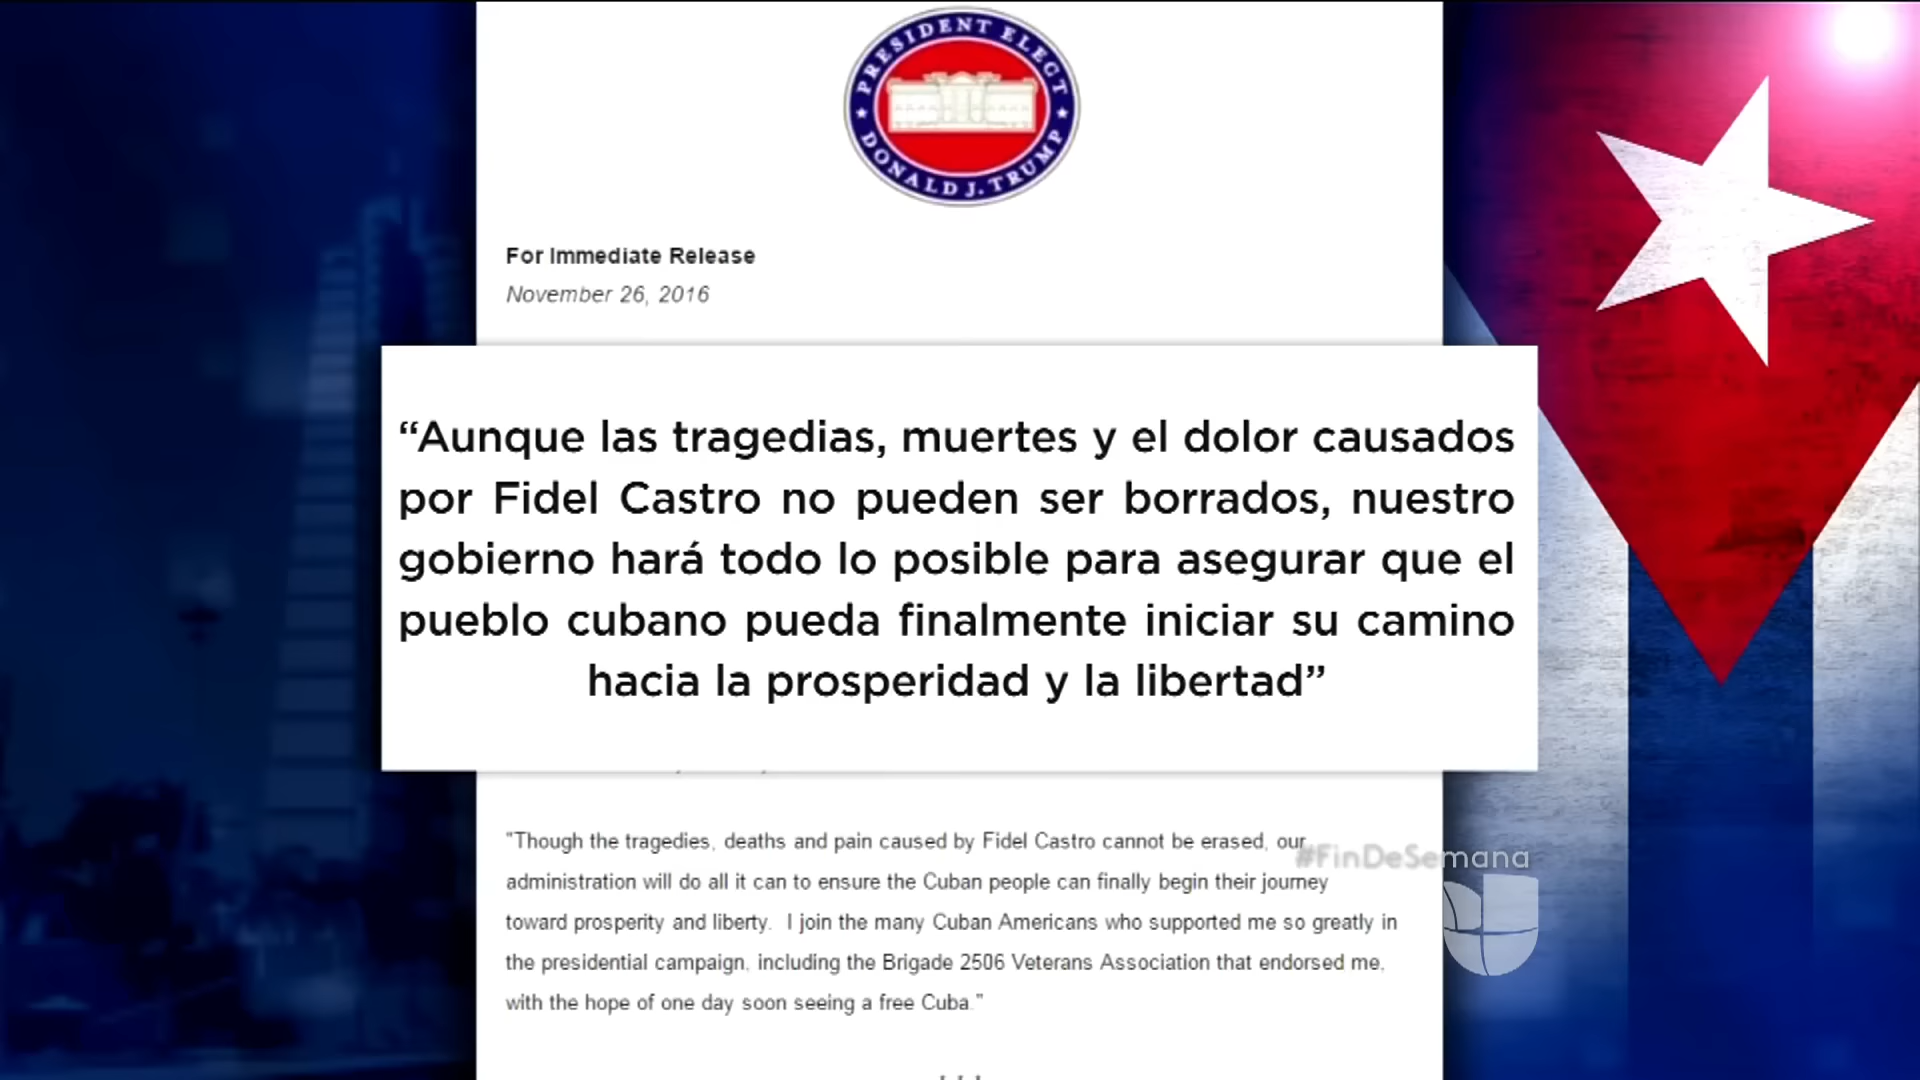 PRESIDENT ELECT
DONALD J. TRUMP
For Immediate Release
November 26, 2016
“Aunque las tragedias, muertes y el dolor causados
por Fidel Castro no pueden ser borrados, nuestro
gobierno hará todo lo posible para asegurar que el
pueblo cubano pueda finalmente iniciar su camino
hacia la prosperidad y la libertad”
"Though the tragedies, deaths and pain caused by Fidel Castro cannot be erased, our
administration will do all it can to ensure the Cuban people can finally begin their journey
toward prosperity and liberty.  I join the many Cuban Americans who supported me so greatly in
the presidential campaign, including the Brigade 2506 Veterans Association that endorsed me,
with the hope of one day soon seeing a free Cuba."
#FinDeSemana